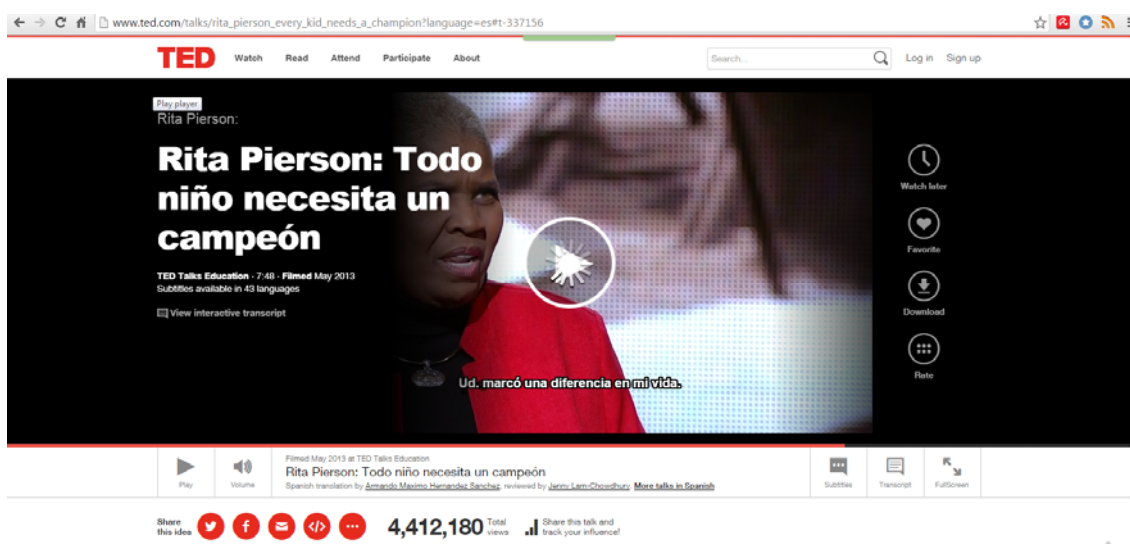 www.ted.com/talks/rita_pierson_every_kid_needs_a_champion?language=es#t-337156
TED Watch Read Attend Participate About Search... Log in Sign up
Play player
Rita Pierson:
Rita Pierson: Todo
niño necesita un
campeón
TED Talks Education · 7:48 · Filmed May 2013
Subtitles available in 43 languages
View interactive transcript
Watch later
Favorite
Download
Rate
Ud. marcó una diferencia en mi vida.
Filmed May 2013 at TED Talks Education
Rita Pierson: Todo niño necesita un campeón
Spanish translation by Armando Maximo Hernandez Sanchez, reviewed by Jenny Lam-Chowdhury. More talks in Spanish
Play Volume Subtitles Transcript FullScreen
Share
this idea
4,412,180 Total
views
Share this talk and
track your influence!